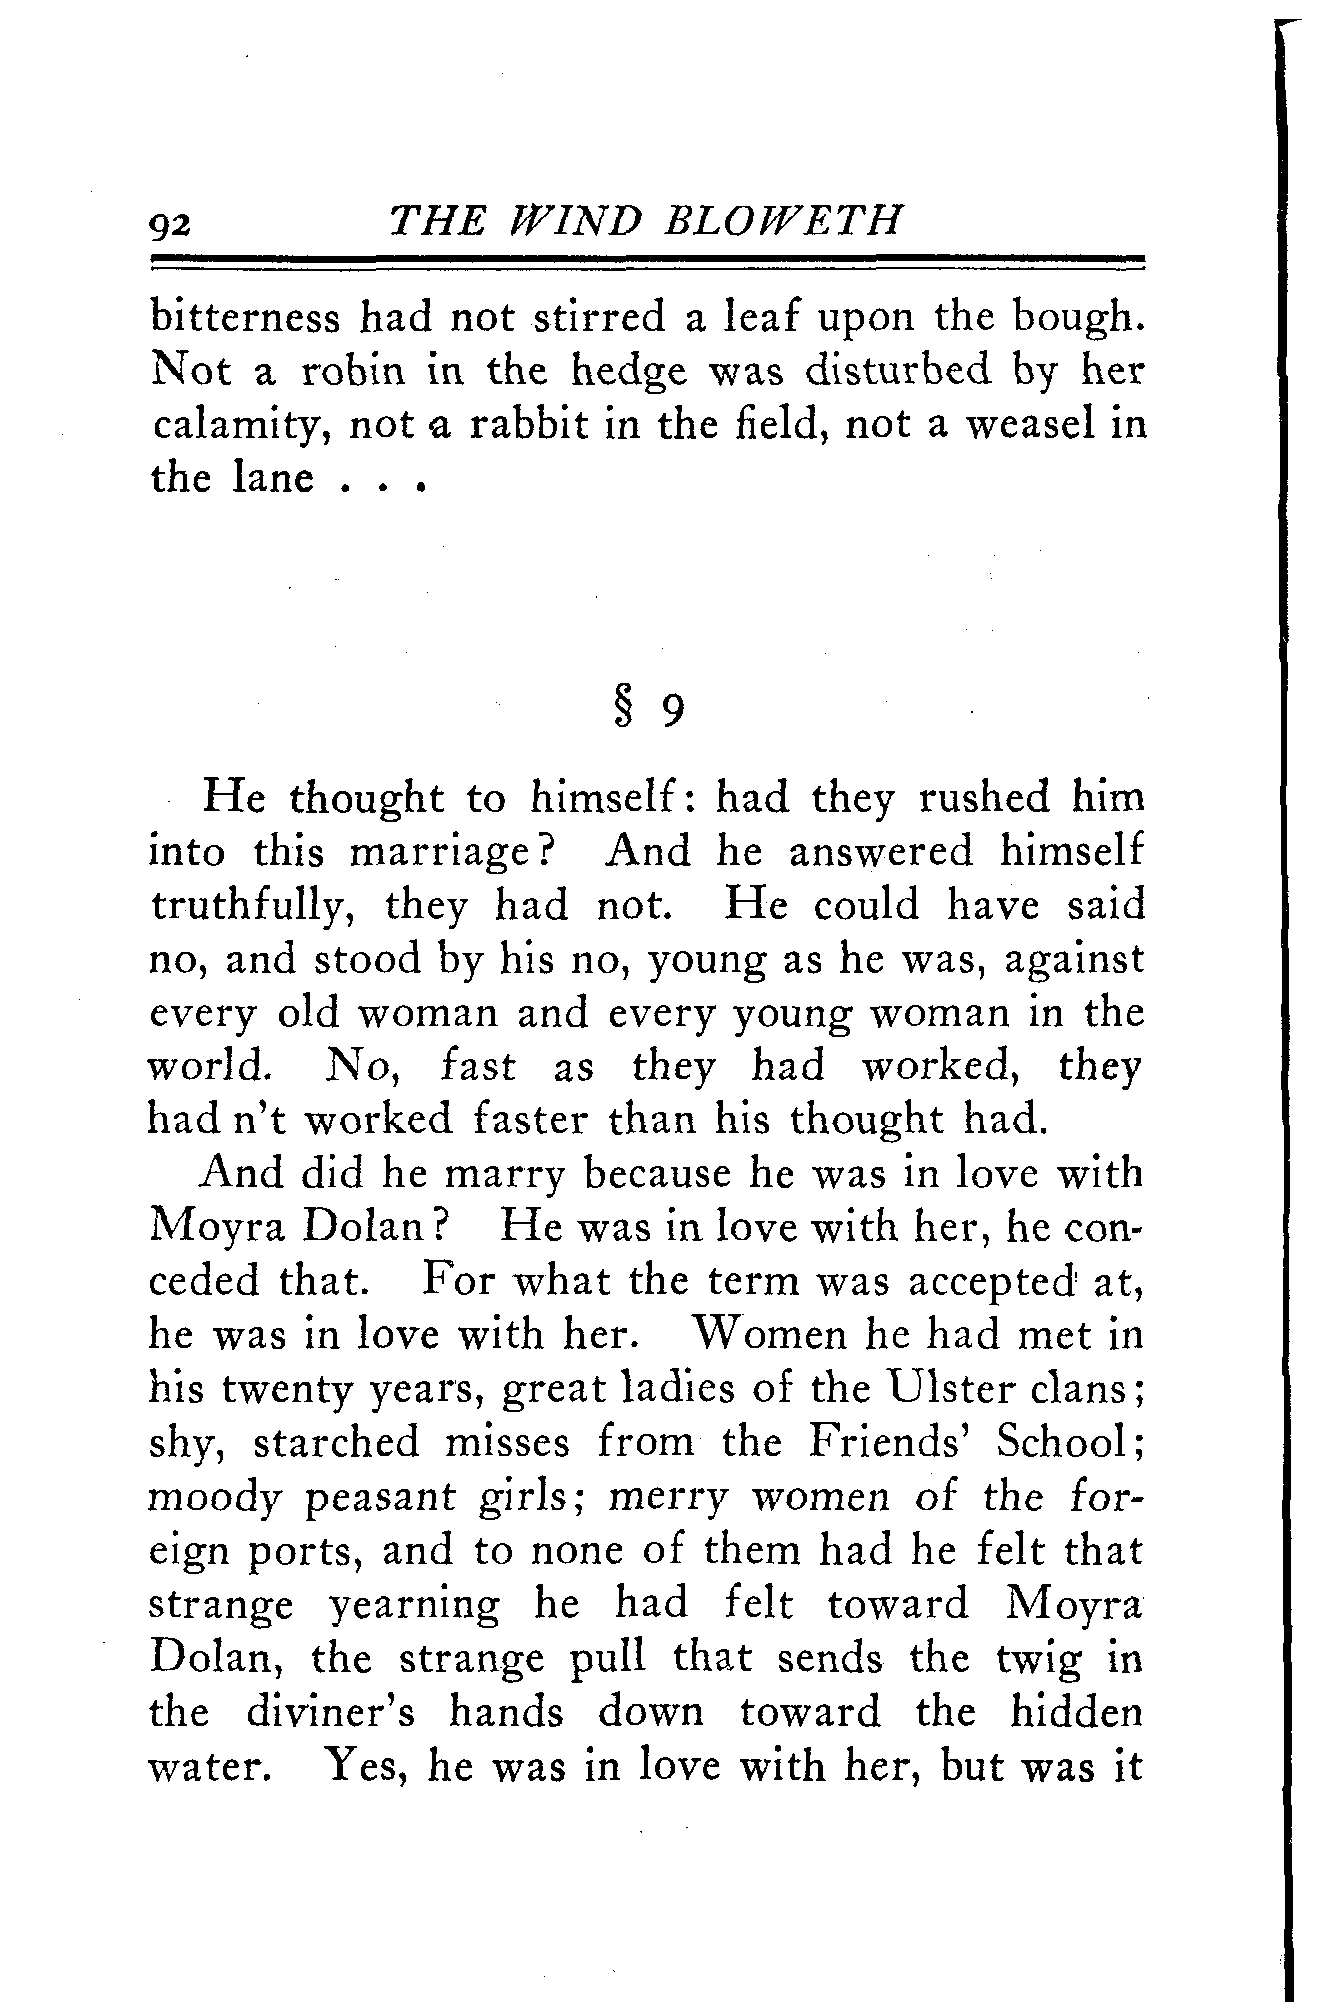 92 THE WIND BLOWETH
bitterness had not stirred a leaf upon the bough.
Not a robin in the hedge was disturbed by her
calamity, not a rabbit in the field, not a weasel in
the lane . . .
§ 9
He thought to himself: had they rushed him
into this marriage? And he answered himself
truthfully, they had not. He could have said
no, and stood by his no, young as he was, against
every old woman and every young woman in the
world. No, fast as they had worked, they
had n't worked faster than his thought had.
And did he marry because he was in love with
Moyra Dolan? He was in love with her, he con-
ceded that. For what the term was accepted at,
he was in love with her. Women he had met in
his twenty years, great ladies of the Ulster clans;
shy, starched misses from the Friends' School;
moody peasant girls; merry women of the for-
eign ports, and to none of them had he felt that
strange yearning he had felt toward Moyra
Dolan, the strange pull that sends the twig in
the diviner's hands down toward the hidden
water. Yes, he was in love with her, but was it